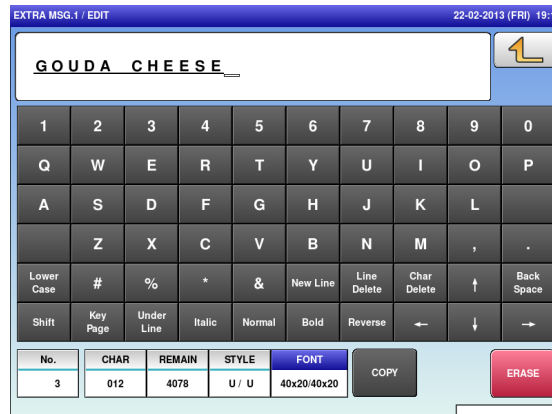 EXTRA MSG.1 / EDIT 22-02-2013 (FRI) 19:
GOUDA CHEESE_
1 2 3 4 5 6 7 8 9 0
Q W E R T Y U I O P
A S D F G H J K L
Z X C V B N M , .
Lower Case # % * & New Line Line Delete Char Delete ↑ Back Space
Shift Key Page Under Line Italic Normal Bold Reverse ← ↓ →
No. CHAR REMAIN STYLE FONT COPY ERASE
3 012 4078 U / U 40x20/40x20